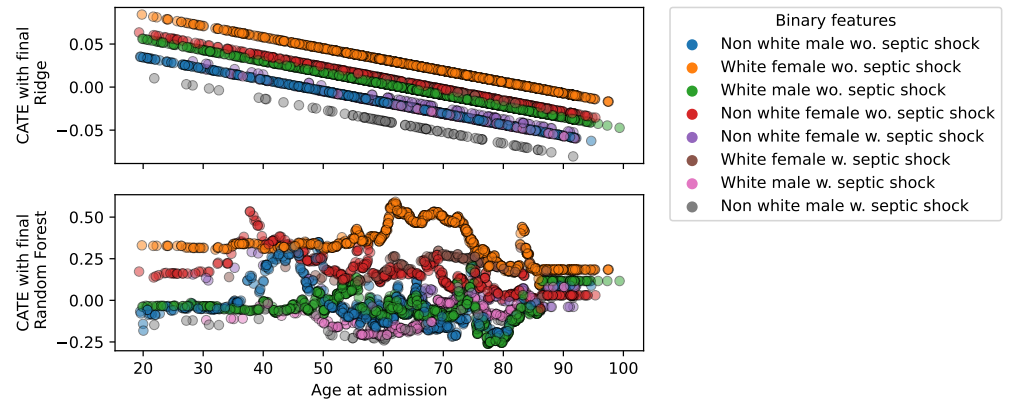 CATE with final
Ridge
0.05
0.00
−0.05
Binary features
Non white male wo. septic shock
White female wo. septic shock
White male wo. septic shock
Non white female wo. septic shock
Non white female w. septic shock
White female w. septic shock
White male w. septic shock
Non white male w. septic shock
CATE with final
Random Forest
0.50
0.25
0.00
−0.25
20 30 40 50 60 70 80 90 100
Age at admission